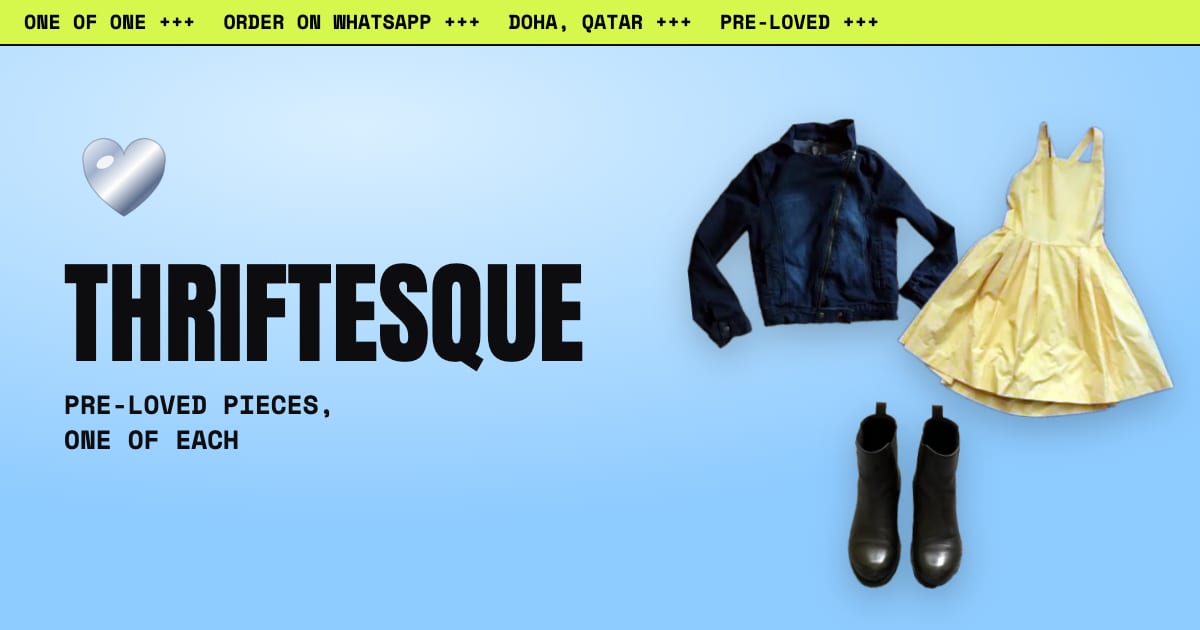 ONE OF ONE +++ ORDER ON WHATSAPP +++ DOHA, QATAR +++ PRE-LOVED +++
THRIFTESQUE
PRE-LOVED PIECES,
ONE OF EACH